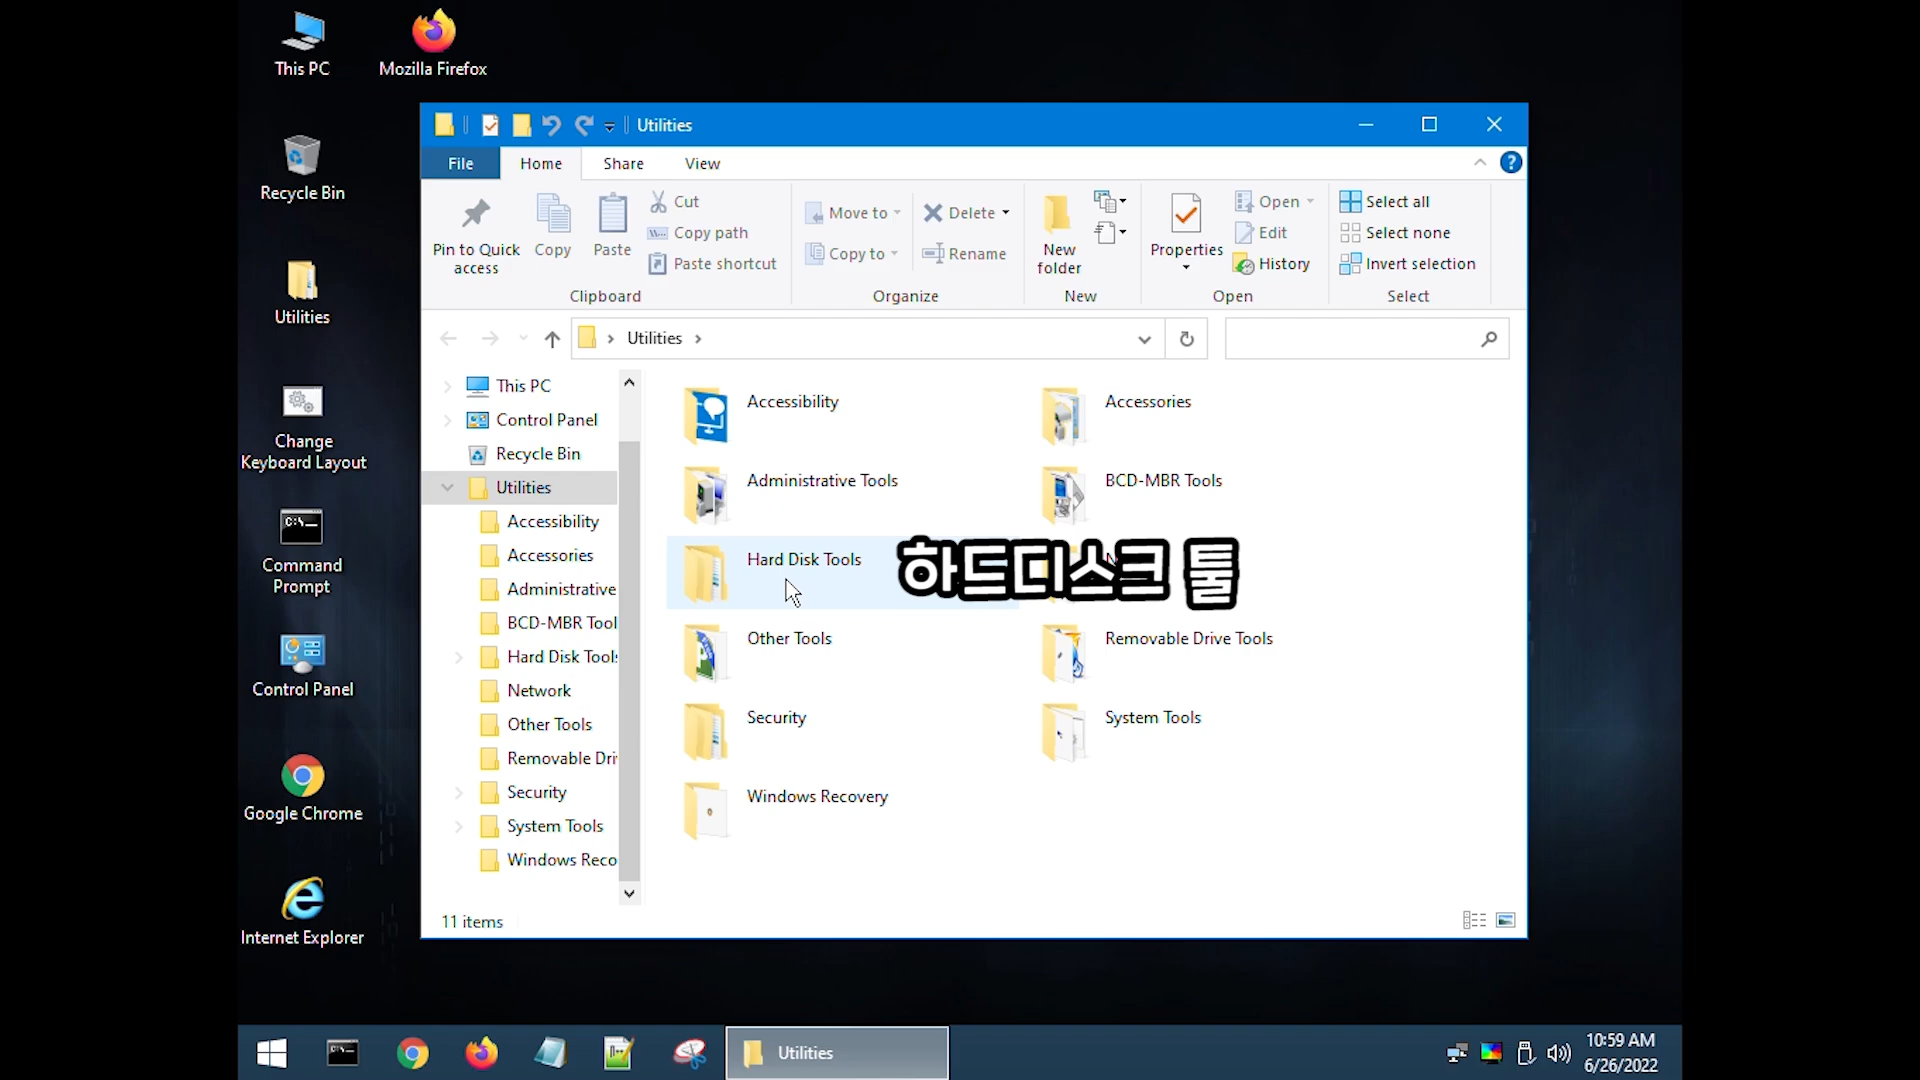 This PC
Mozilla Firefox
Recycle Bin
Utilities
Change
Keyboard Layout
C:\_
Command
Prompt
Control Panel
Google Chrome
Internet Explorer
Utilities
File
Home
Share
View
Pin to Quick
access
Copy
Paste
Cut
Copy path
Paste shortcut
Clipboard
Move to
Copy to
Delete
Rename
Organize
New
folder
New
Properties
Open
Edit
History
Open
Select all
Select none
Invert selection
Select
Utilities
This PC
Control Panel
Recycle Bin
Utilities
Accessibility
Accessories
Administrative
BCD-MBR Tool
Hard Disk Tools
Network
Other Tools
Removable Dri
Security
System Tools
Windows Reco
Accessibility
Accessories
Administrative Tools
BCD-MBR Tools
Hard Disk Tools
하드디스크 툴
Other Tools
Removable Drive Tools
Security
System Tools
Windows Recovery
11 items
Utilities
10:59 AM
6/26/2022